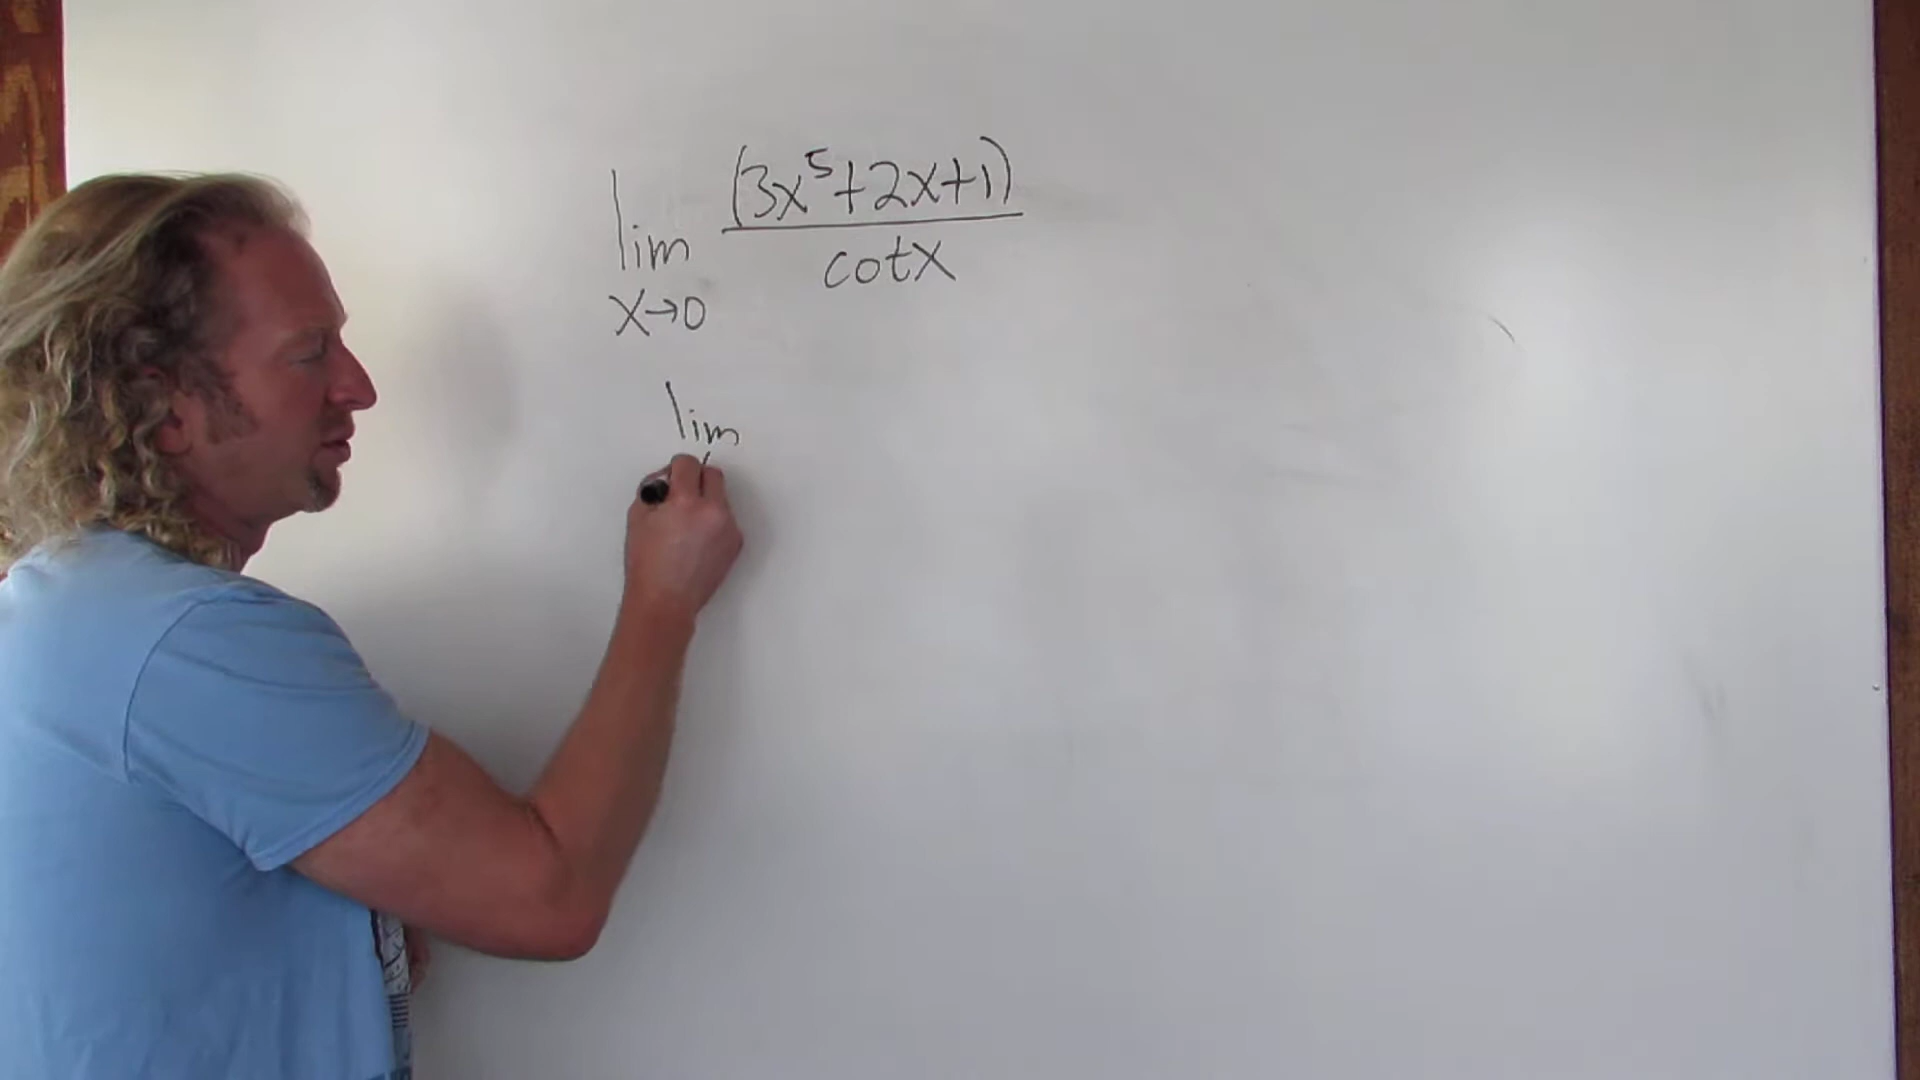 lim (3x⁵+2x+1)
cotx
x→0
lim